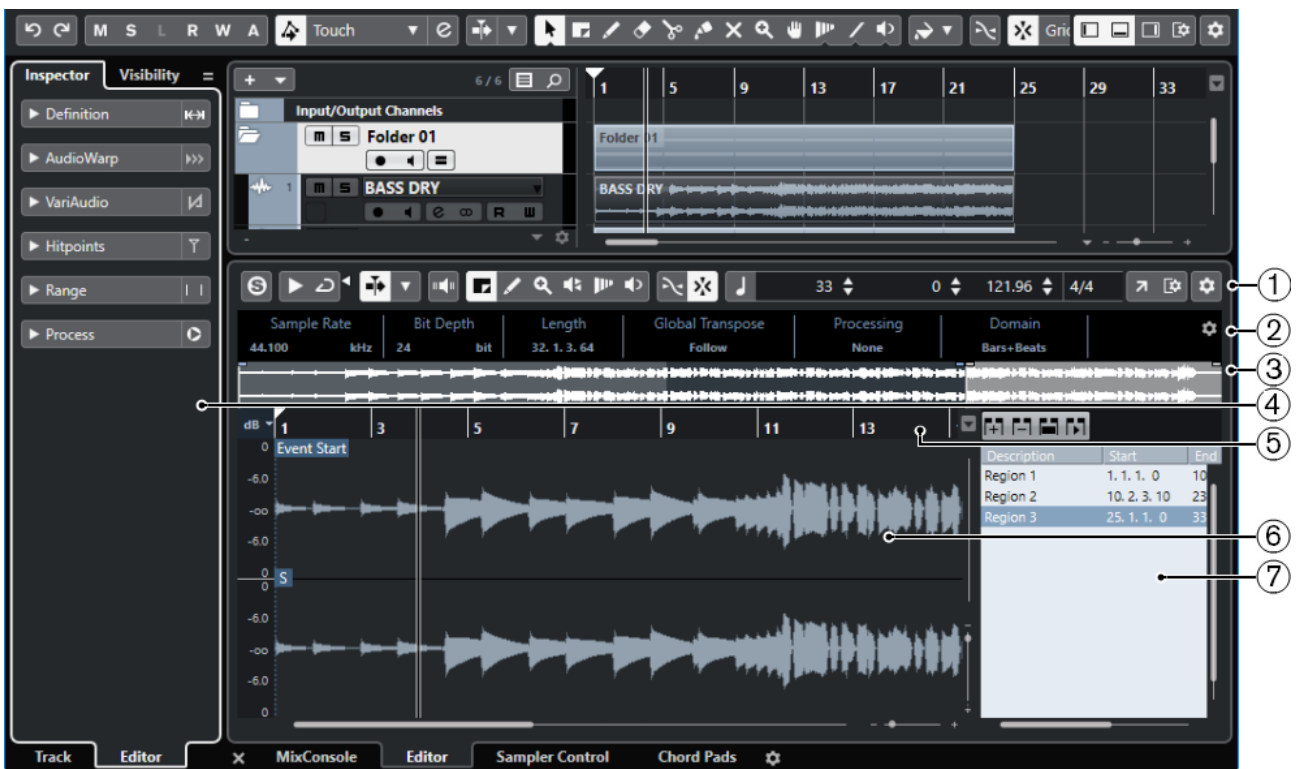 M S L R W A Touch Grid
Inspector Visibility
6/6
1 5 9 13 17 21 25 29 33
Definition
Input/Output Channels
m S Folder 01
Folder 01
AudioWarp
1 m S BASS DRY
BASS DRY
VariAudio
e R W
Hitpoints
Range
33 0 121.96 4/4
①
Process
Sample Rate Bit Depth Length Global Transpose Processing Domain
44.100 kHz 24 bit 32. 1. 3. 64 Follow None Bars+Beats
②
③
④
dB 1 3 5 7 9 11 13
⑤
0 Event Start
Description Start End
-6.0
Region 1 1. 1. 1. 0 10
Region 2 10. 2. 3. 10 23
-oo
Region 3 25. 1. 1. 0 33
-6.0
⑥
0
S
0
⑦
-6.0
-oo
-6.0
0
Track Editor MixConsole Editor Sampler Control Chord Pads